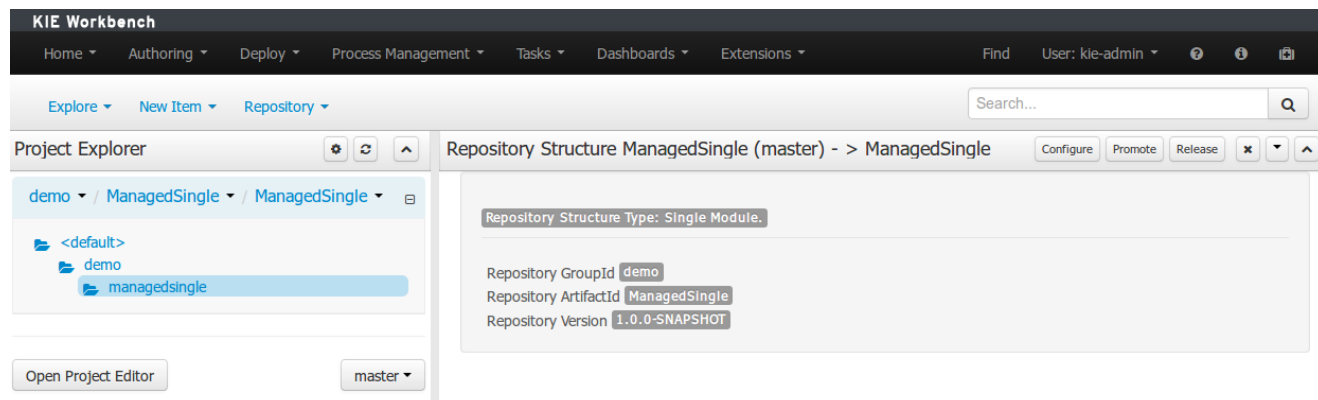 KIE Workbench
Home Authoring Deploy Process Management Tasks Dashboards Extensions Find User: kie-admin
Explore New Item Repository Search...
Project Explorer
demo / ManagedSingle / ManagedSingle
<default>
demo
managedsingle
Open Project Editor master
Repository Structure ManagedSingle (master) - > ManagedSingle Configure Promote Release
Repository Structure Type: Single Module.
Repository GroupId demo
Repository ArtifactId ManagedSingle
Repository Version 1.0.0-SNAPSHOT